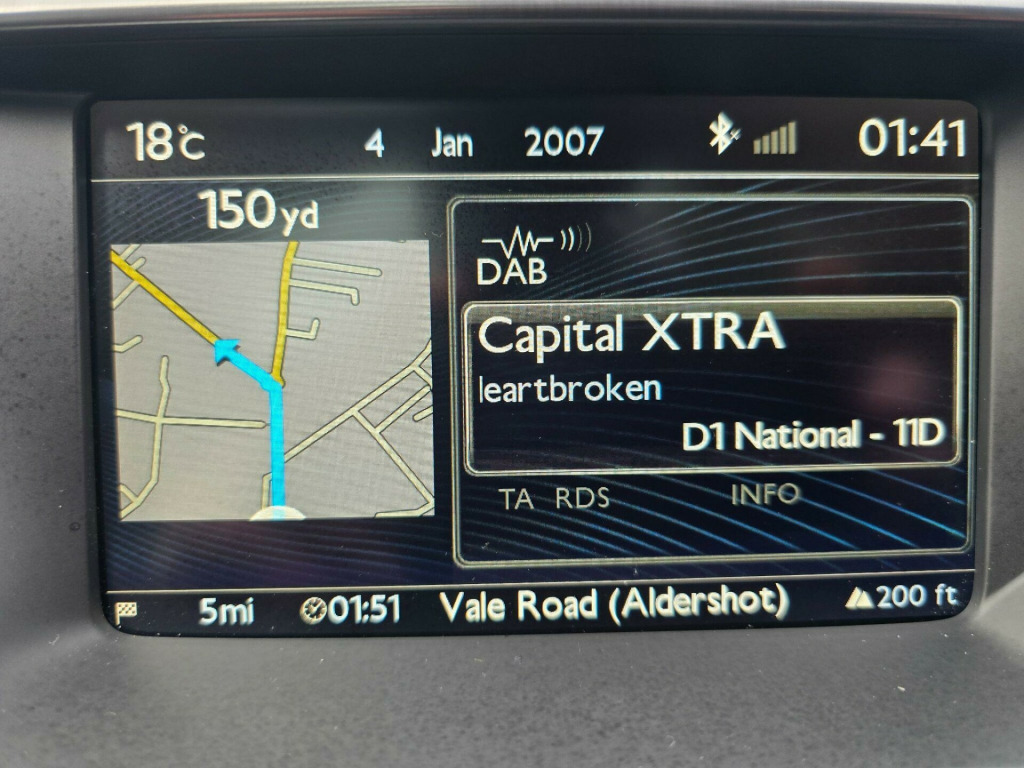 18°C 4 Jan 2007 01:41
150yd
DAB
Capital XTRA
leartbroken
D1 National - 11D
TA RDS INFO
5mi 01:51 Vale Road (Aldershot) 200 ft